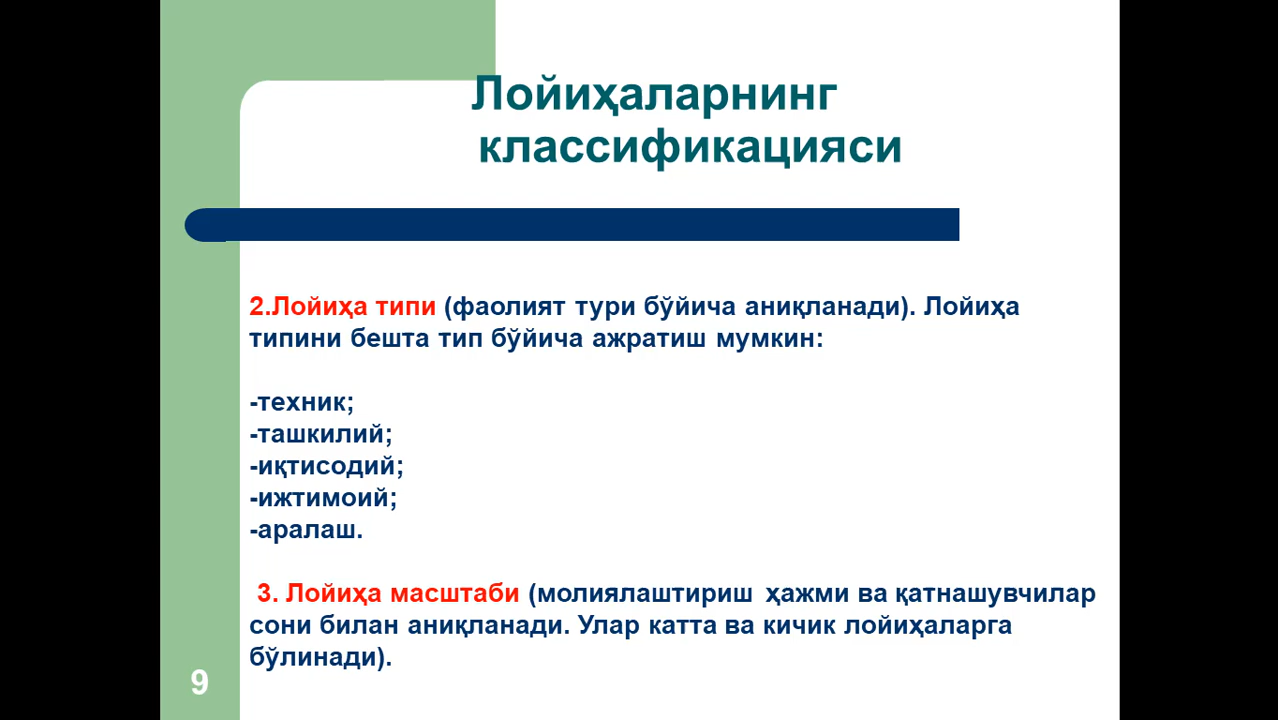 Лойиҳаларнинг
классификацияси
2.Лойиҳа типи (фаолият тури бўйича аниқланади). Лойиҳа
типини бешта тип бўйича ажратиш мумкин:
-техник;
-ташкилий;
-иқтисодий;
-ижтимоий;
-аралаш.
3. Лойиҳа масштаби (молиялаштириш ҳажми ва қатнашувчилар
сони билан аниқланади. Улар катта ва кичик лойиҳаларга
бўлинади).
9